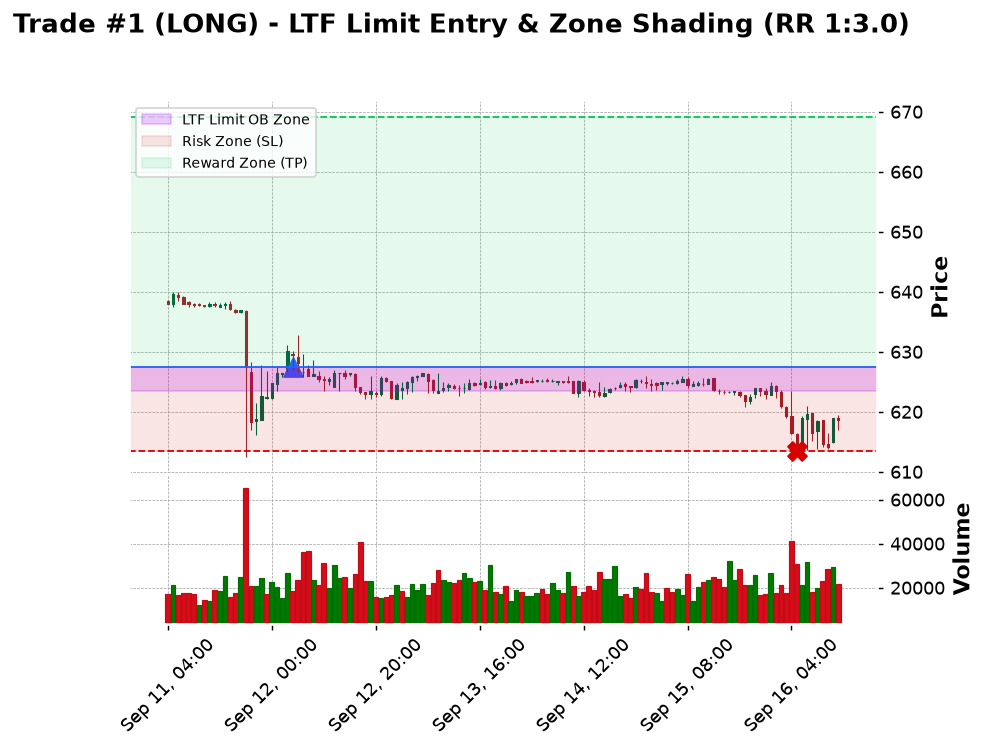 Trade #1 (LONG) - LTF Limit Entry & Zone Shading (RR 1:3.0)
LTF Limit OB Zone
Risk Zone (SL)
Reward Zone (TP)
670
660
650
640
630
620
610
Price
60000
40000
20000
Volume
Sep 11, 04:00
Sep 12, 00:00
Sep 12, 20:00
Sep 13, 16:00
Sep 14, 12:00
Sep 15, 08:00
Sep 16, 04:00